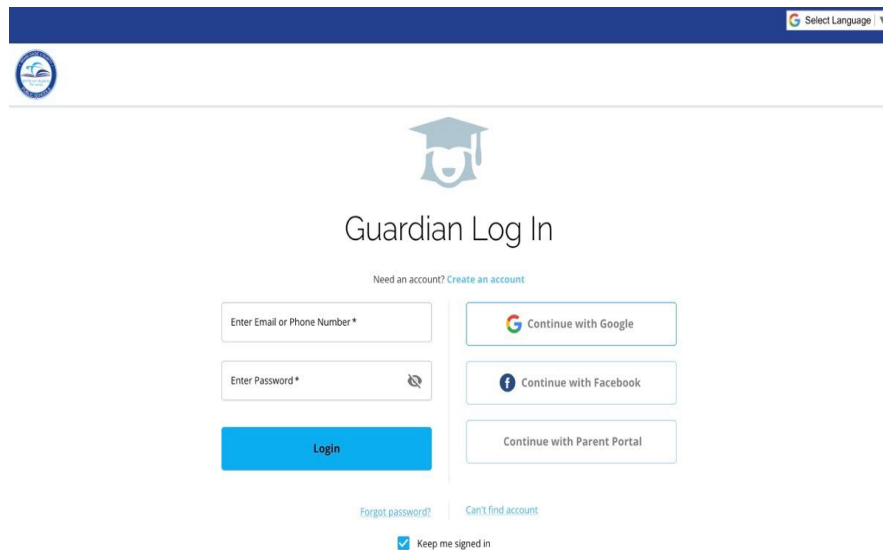 Select Language
Guardian Log In
Need an account? Create an account
Enter Email or Phone Number *
Enter Password *
Login
Continue with Google
Continue with Facebook
Continue with Parent Portal
Forgot password?
Can't find account
Keep me signed in